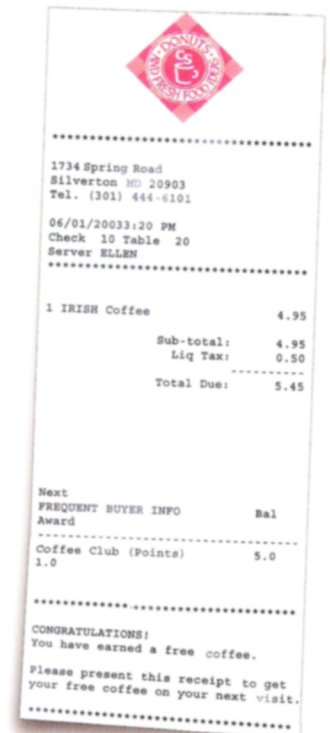 DONUTS
AND FRESH FOOD IDEAS
CS
**********************************
1734 Spring Road
Silverton MD 20903
Tel. (301) 444-6101
06/01/20033:20 PM
Check 10 Table 20
Server ELLEN
**********************************
1 IRISH Coffee 4.95
Sub-total: 4.95
Liq Tax: 0.50
----------
Total Due: 5.45
Next
FREQUENT BUYER INFO Bal
Award
----------------------------------
Coffee Club (Points) 5.0
1.0
**********************************
CONGRATULATIONS!
You have earned a free coffee.
Please present this receipt to get
your free coffee on your next visit.
**********************************